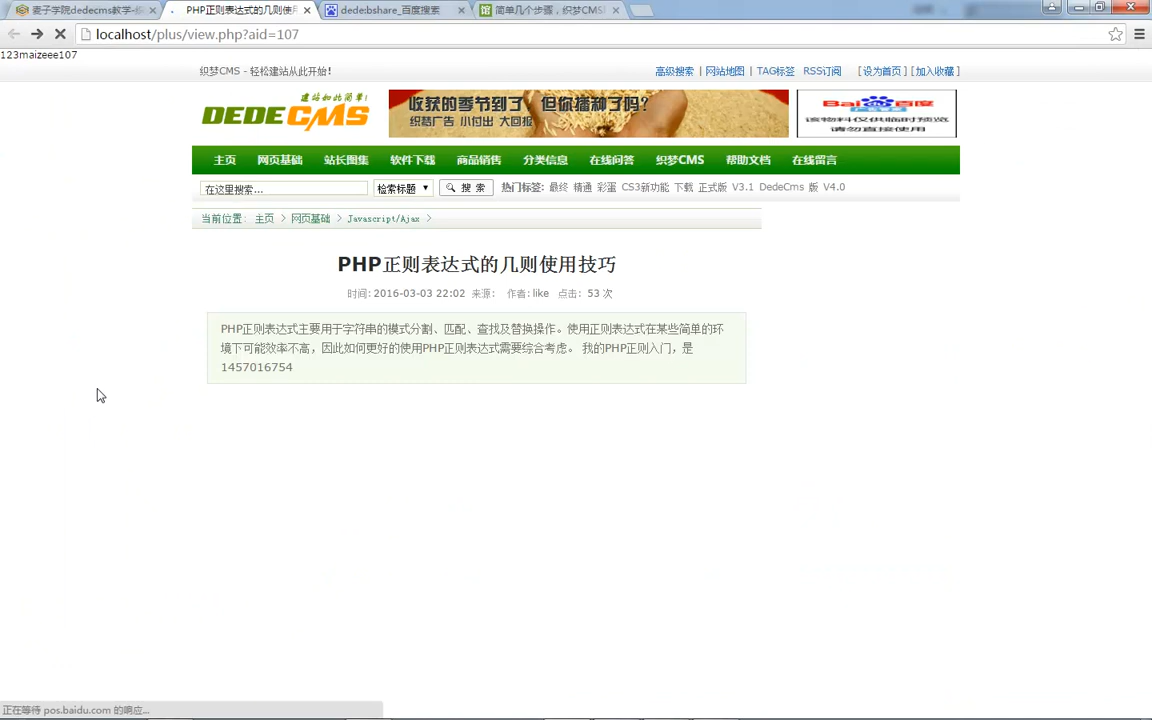 麦子学院dedecms教学-
PHP正则表达式的几则使用
dede:bshare_百度搜索
简单几个步骤，织梦CMS
localhost/plus/view.php?aid=107
123maizeee107
织梦CMS - 轻松建站从此开始！
高级搜索 | 网站地图 | TAG标签 RSS订阅 [设为首页] [加入收藏]
建站如此简单！
DEDECMS
收获的季节到了，但你播种了吗？
织梦广告 小付出 大回报
Bai 百度
该物料仅供临时预览
请勿直接使用
主页 网页基础 站长图集 软件下载 商品销售 分类信息 在线问答 织梦CMS 帮助文档 在线留言
在这里搜索... 检索标题 搜 索 热门标签: 最终 精通 彩蛋 CS3新功能 下载 正式版 V3.1 DedeCms 版 V4.0
当前位置: 主页 > 网页基础 > Javascript/Ajax >
PHP正则表达式的几则使用技巧
时间: 2016-03-03 22:02 来源: 作者: like 点击: 53 次
PHP正则表达式主要用于字符串的模式分割、匹配、查找及替换操作。使用正则表达式在某些简单的环
境下可能效率不高，因此如何更好的使用PHP正则表达式需要综合考虑。 我的PHP正则入门，是
1457016754
正在等待 pos.baidu.com 的响应...